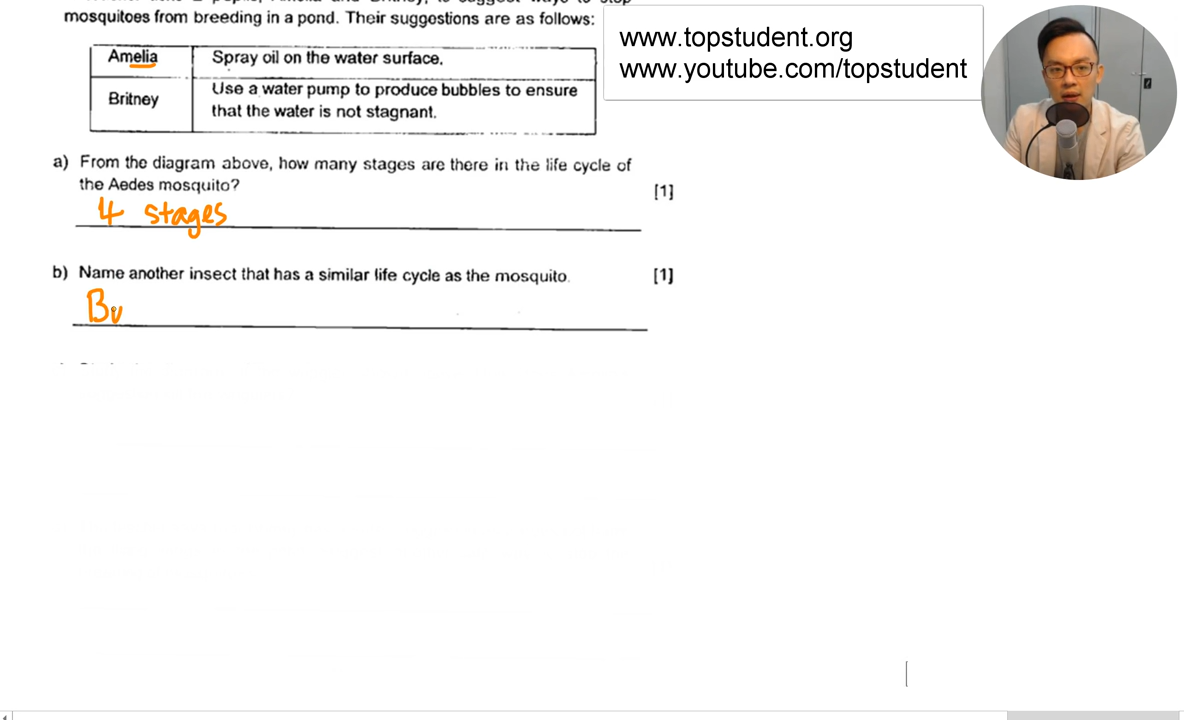 mosquitoes from breeding in a pond. Their suggestions are as follows:
www.topstudent.org
www.youtube.com/topstudent
Amelia
Spray oil on the water surface.
Britney
Use a water pump to produce bubbles to ensure
that the water is not stagnant.
a) From the diagram above, how many stages are there in the life cycle of
the Aedes mosquito?
[1]
4 stages
b) Name another insect that has a similar life cycle as the mosquito.
[1]
Bu